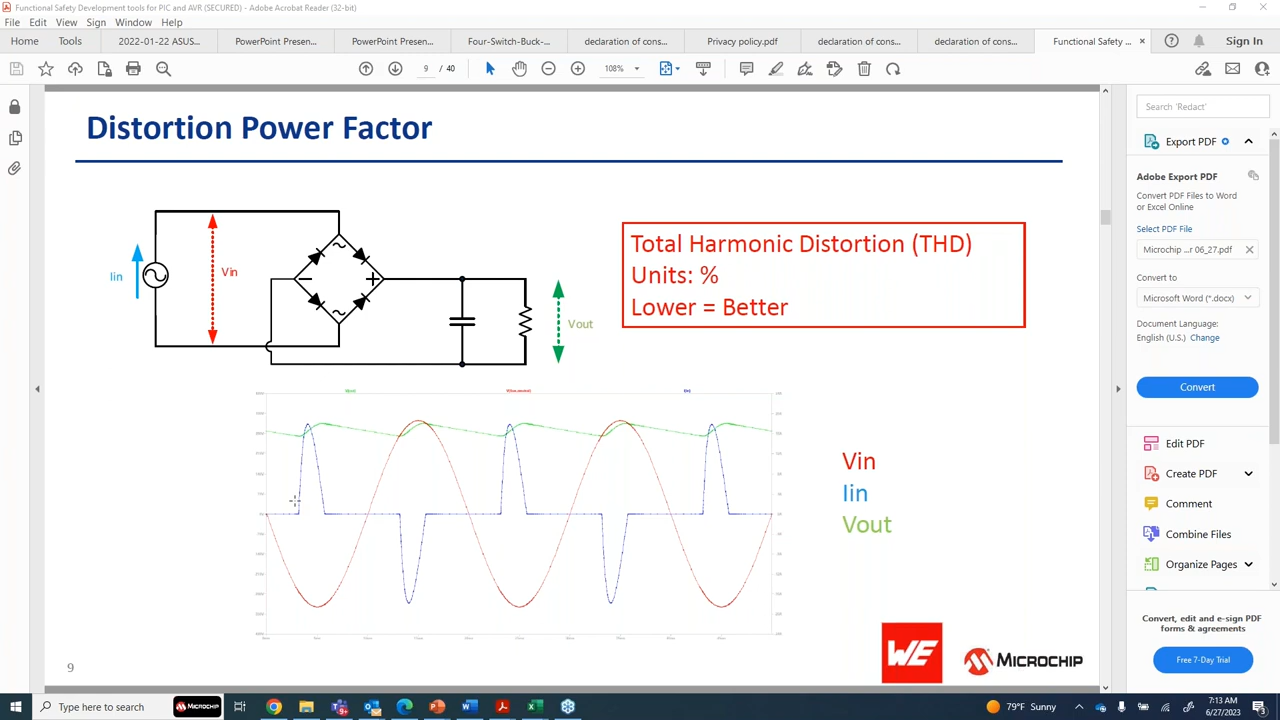 Functional Safety Development tools for PIC and AVR (SECURED) - Adobe Acrobat Reader (32-bit)
File Edit View Sign Window Help
Home Tools 2022-01-22 ASUS... PowerPoint Presen... PowerPoint Presen... Four-Switch-Buck-... declaration of cons... Privacy policy.pdf declaration of cons... declaration of cons... Functional Safety ... × Sign In
9 / 40 108%
Distortion Power Factor
Search 'Redact'
Export PDF
Adobe Export PDF
Convert PDF Files to Word
or Excel Online
Select PDF File
Microchip ...r 06_27.pdf
Convert to
Microsoft Word (*.docx)
Document Language:
English (U.S.) Change
Convert
Edit PDF
Create PDF
Comment
Combine Files
Organize Pages
Convert, edit and e-sign PDF
forms & agreements
Free 7-Day Trial
Iin
Vin
Vout
Total Harmonic Distortion (THD)
Units: %
Lower = Better
Vin
Iin
Vout
9
WE
MICROCHIP
Type here to search
MICROCHIP
79°F Sunny
7:13 AM
6/27/2023